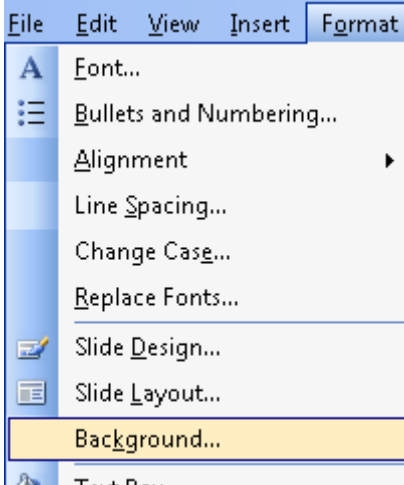 File Edit View Insert Format
Font...
Bullets and Numbering...
Alignment
Line Spacing...
Change Case...
Replace Fonts...
Slide Design...
Slide Layout...
Background...